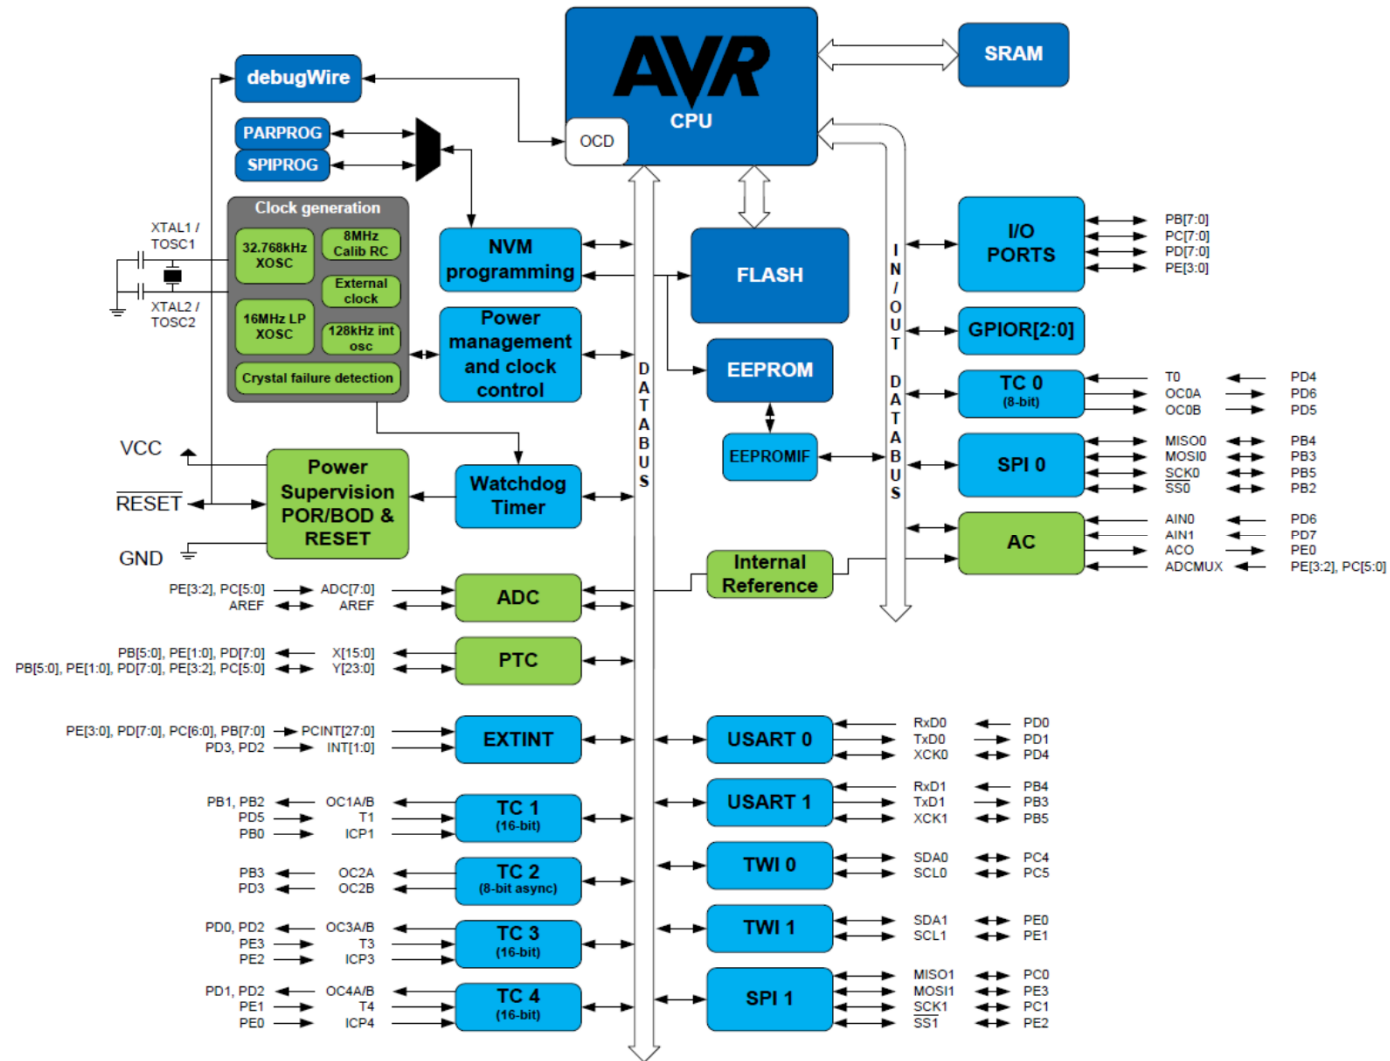 AVR
CPU
OCD
SRAM
debugWire
PARPROG
SPIPROG
Clock generation
XTAL1 /
TOSC1
XTAL2 /
TOSC2
32.768kHz
XOSC
8MHz
Calib RC
External
clock
16MHz LP
XOSC
128kHz int
osc
Crystal failure detection
NVM
programming
Power
management
and clock
control
FLASH
EEPROM
EEPROMIF
DATABUS
IN/OUT DATABUS
I/O
PORTS
PB[7:0]
PC[7:0]
PD[7:0]
PE[3:0]
GPIOR[2:0]
TC 0
(8-bit)
T0 PD4
OC0A PD6
OC0B PD5
SPI 0
MISO0 PB4
MOSI0 PB3
SCK0 PB5
SS0 PB2
AC
AIN0 PD6
AIN1 PD7
ACO PE0
ADCMUX PE[3:2], PC[5:0]
VCC
RESET
GND
Power
Supervision
POR/BOD &
RESET
Watchdog
Timer
Internal
Reference
PE[3:2], PC[5:0] ADC[7:0]
AREF AREF
ADC
PB[5:0], PE[1:0], PD[7:0] X[15:0]
PB[5:0], PE[1:0], PD[7:0], PE[3:2], PC[5:0] Y[23:0]
PTC
PE[3:0], PD[7:0], PC[6:0], PB[7:0] PCINT[27:0]
PD3, PD2 INT[1:0]
EXTINT
PB1, PB2 OC1A/B
PD5 T1
PB0 ICP1
TC 1
(16-bit)
PB3 OC2A
PD3 OC2B
TC 2
(8-bit async)
PD0, PD2 OC3A/B
PE3 T3
PE2 ICP3
TC 3
(16-bit)
PD1, PD2 OC4A/B
PE1 T4
PE0 ICP4
TC 4
(16-bit)
USART 0
RxD0 PD0
TxD0 PD1
XCK0 PD4
USART 1
RxD1 PB4
TxD1 PB3
XCK1 PB5
TWI 0
SDA0 PC4
SCL0 PC5
TWI 1
SDA1 PE0
SCL1 PE1
SPI 1
MISO1 PC0
MOSI1 PE3
SCK1 PC1
SS1 PE2